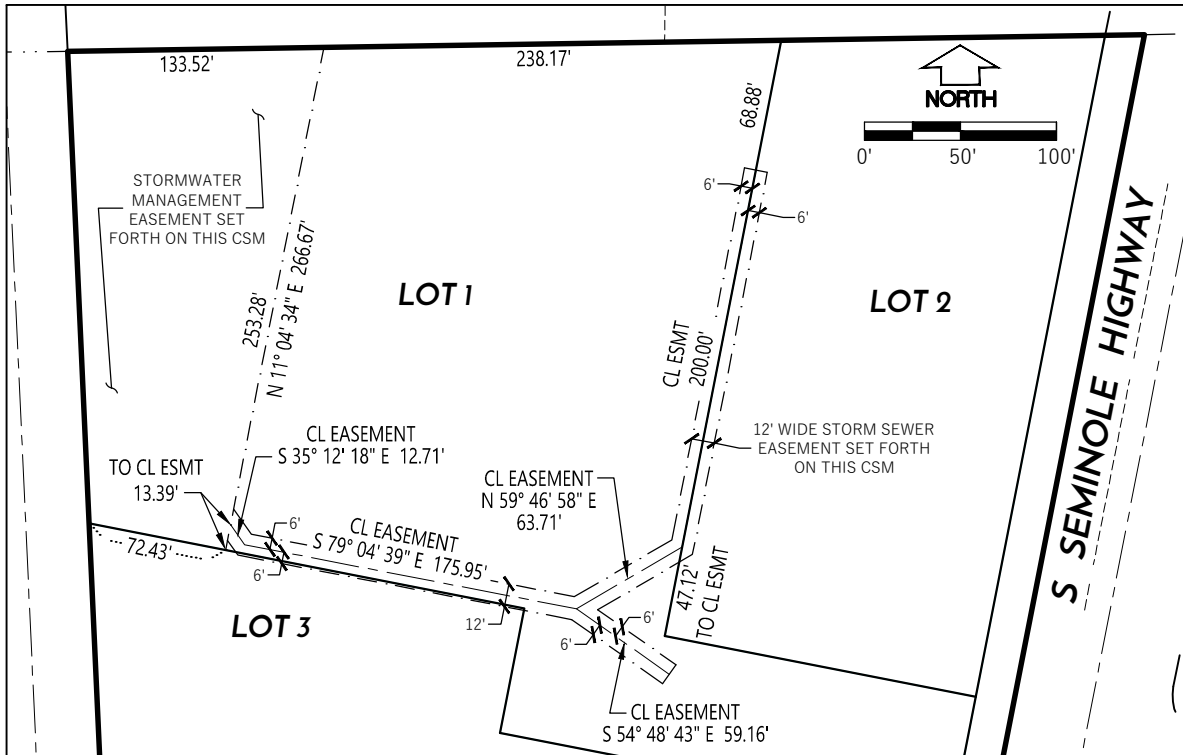 133.52'
238.17'
68.88'
NORTH
0' 50' 100'
STORMWATER
MANAGEMENT
EASEMENT SET
FORTH ON THIS CSM
6'
6'
253.28'
N 11° 04' 34" E 266.67'
LOT 1
LOT 2
S SEMINOLE HIGHWAY
CL ESMT
200.00'
12' WIDE STORM SEWER
EASEMENT SET FORTH
ON THIS CSM
CL EASEMENT
S 35° 12' 18" E 12.71'
TO CL ESMT
13.39'
CL EASEMENT
N 59° 46' 58" E
63.71'
6'
CL EASEMENT
S 79° 04' 39" E 175.95'
72.43'
6'
12'
47.12'
TO CL ESMT
LOT 3
6'
6'
CL EASEMENT
S 54° 48' 43" E 59.16'